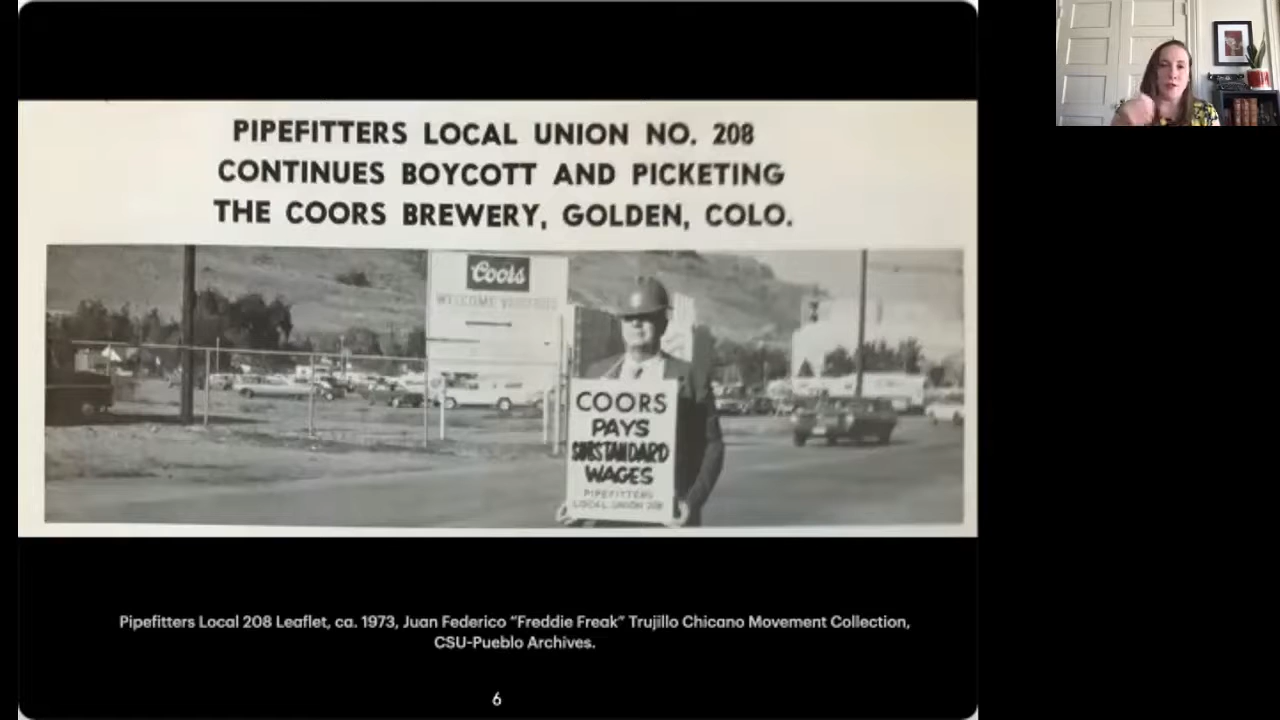 PIPEFITTERS LOCAL UNION NO. 208
CONTINUES BOYCOTT AND PICKETING
THE COORS BREWERY, GOLDEN, COLO.
Coors
WELCOME VISITORS
COORS
PAYS
SUBSTANDARD
WAGES
PIPEFITTERS
LOCAL UNION 208
Pipefitters Local 208 Leaflet, ca. 1973, Juan Federico “Freddie Freak” Trujillo Chicano Movement Collection,
CSU-Pueblo Archives.
6